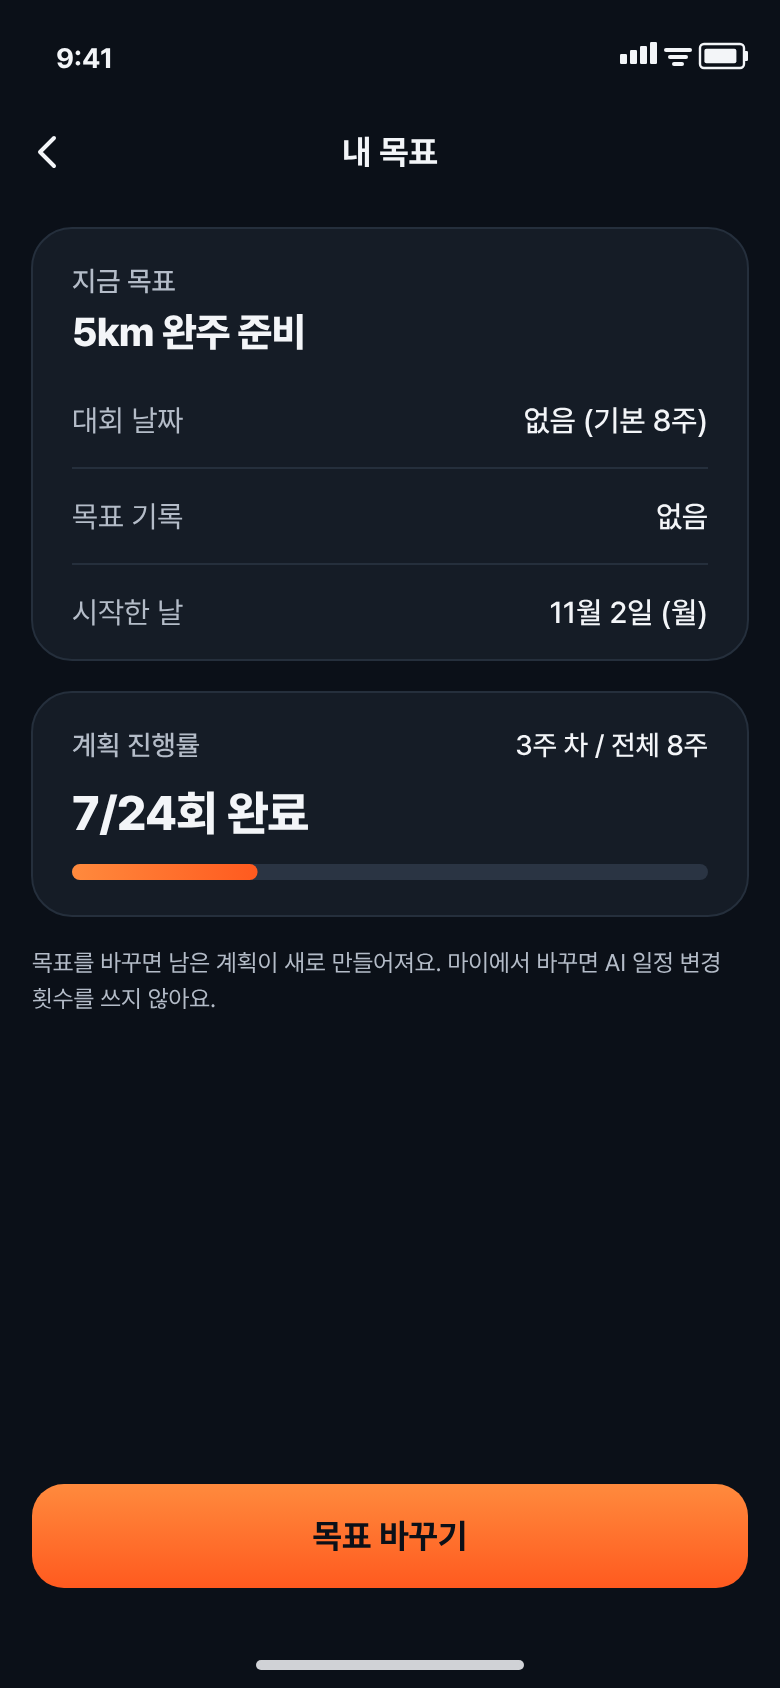 9:41
내 목표
지금 목표
5km 완주 준비
대회 날짜 없음 (기본 8주)
목표 기록 없음
시작한 날 11월 2일 (월)
계획 진행률 3주 차 / 전체 8주
7/24회 완료
목표를 바꾸면 남은 계획이 새로 만들어져요. 마이에서 바꾸면 AI 일정 변경
횟수를 쓰지 않아요.
목표 바꾸기